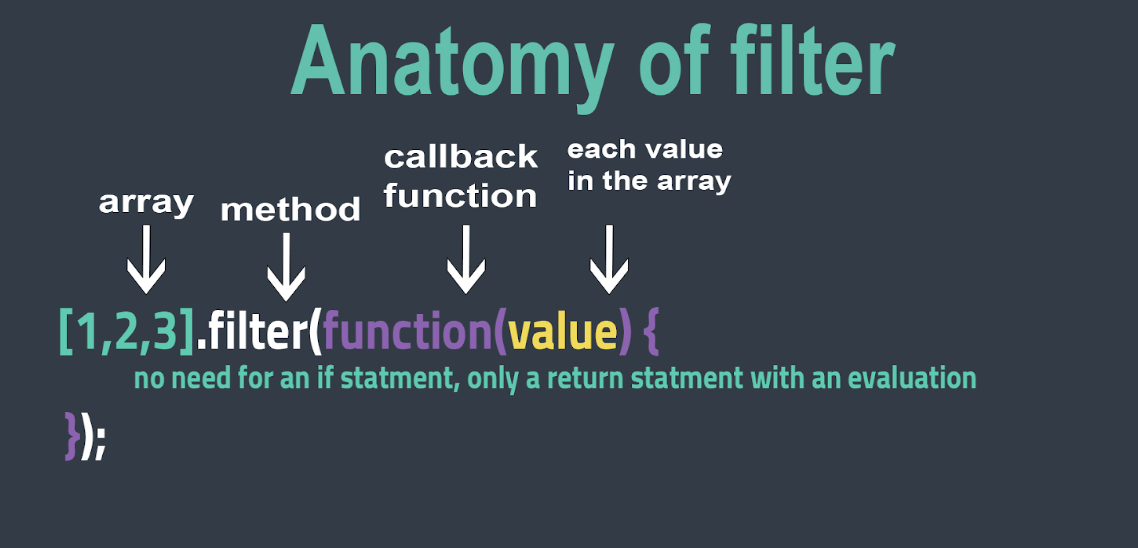 Anatomy of filter
array
method
callback
function
each value
in the array
[1,2,3].filter(function(value) {
no need for an if statment, only a return statment with an evaluation
});